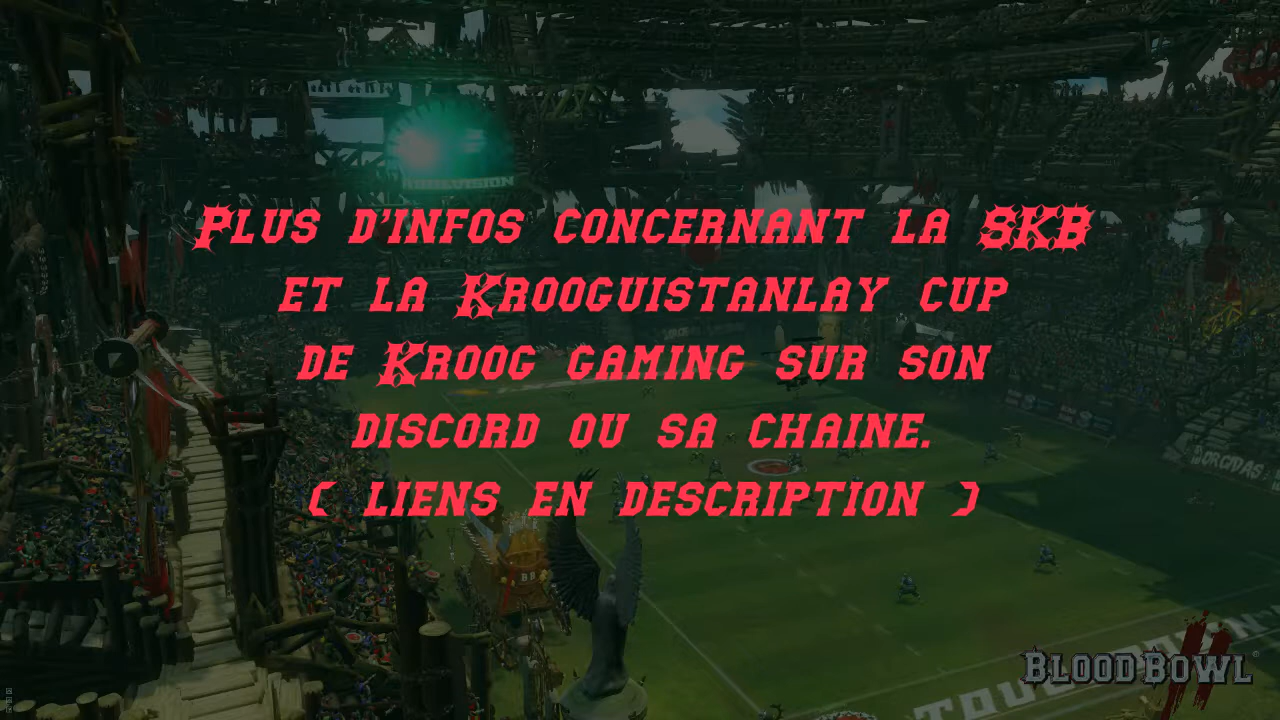 Plus d'infos concernant la SKB
et la Krooguistanlay cup
de Kroog gaming sur son
discord ou sa chaine.
( liens en description )
BLOOD BOWL II